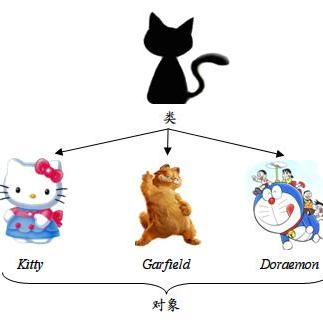 类
Kitty Garfield Doraemon
对象